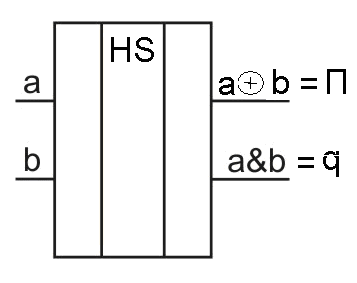 HS
a
a⊕b = П
b
a&b = q